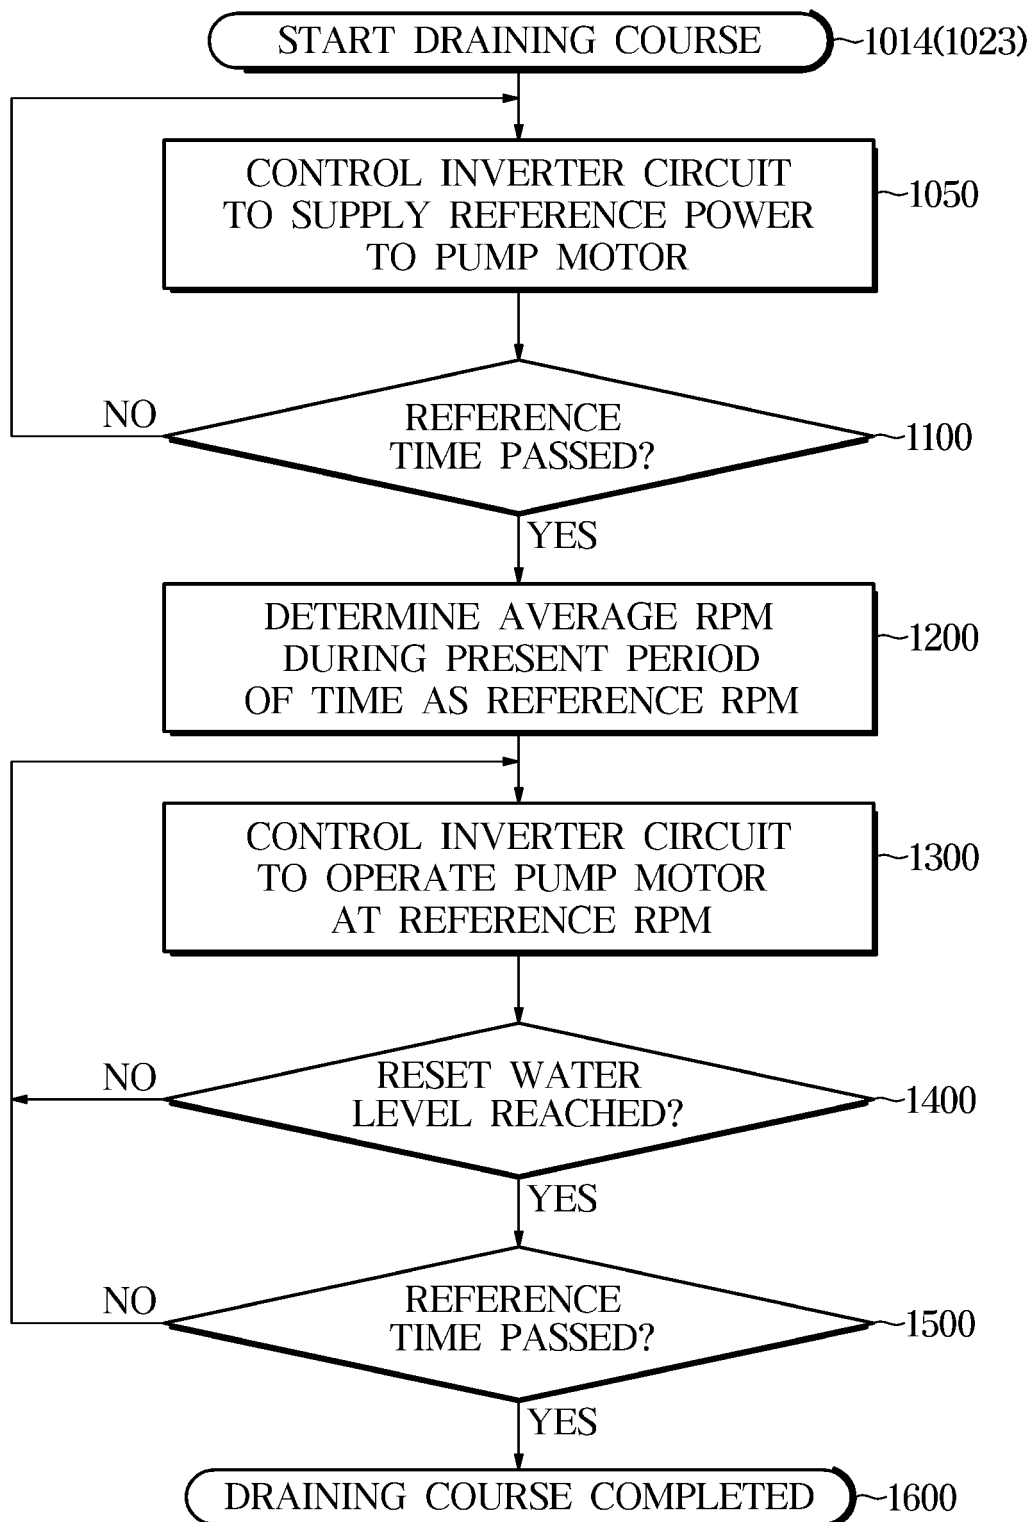 START DRAINING COURSE
1014(1023)
CONTROL INVERTER CIRCUIT
TO SUPPLY REFERENCE POWER
TO PUMP MOTOR
1050
REFERENCE
TIME PASSED?
NO
1100
YES
DETERMINE AVERAGE RPM
DURING PRESENT PERIOD
OF TIME AS REFERENCE RPM
1200
CONTROL INVERTER CIRCUIT
TO OPERATE PUMP MOTOR
AT REFERENCE RPM
1300
RESET WATER
LEVEL REACHED?
NO
1400
YES
REFERENCE
TIME PASSED?
NO
1500
YES
DRAINING COURSE COMPLETED
1600